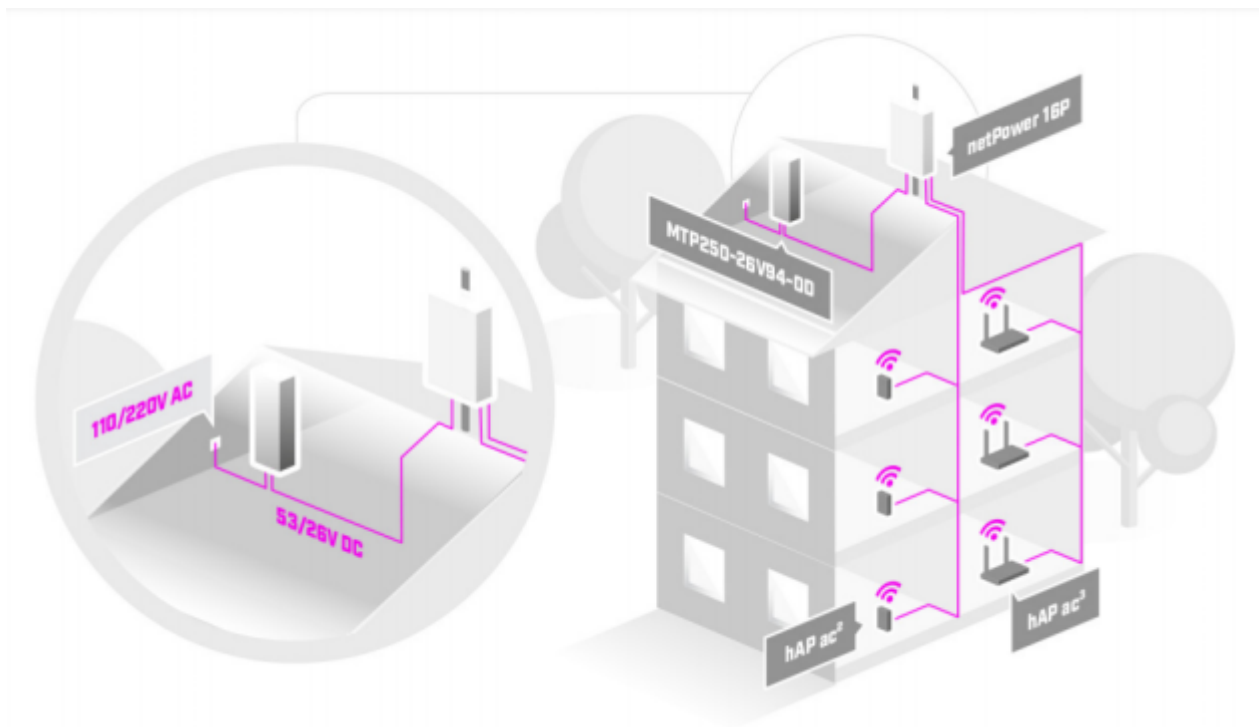 netPower 16P
MTP250-26V94-OD
110/220V AC
53/26V DC
hAP ac²
hAP ac³